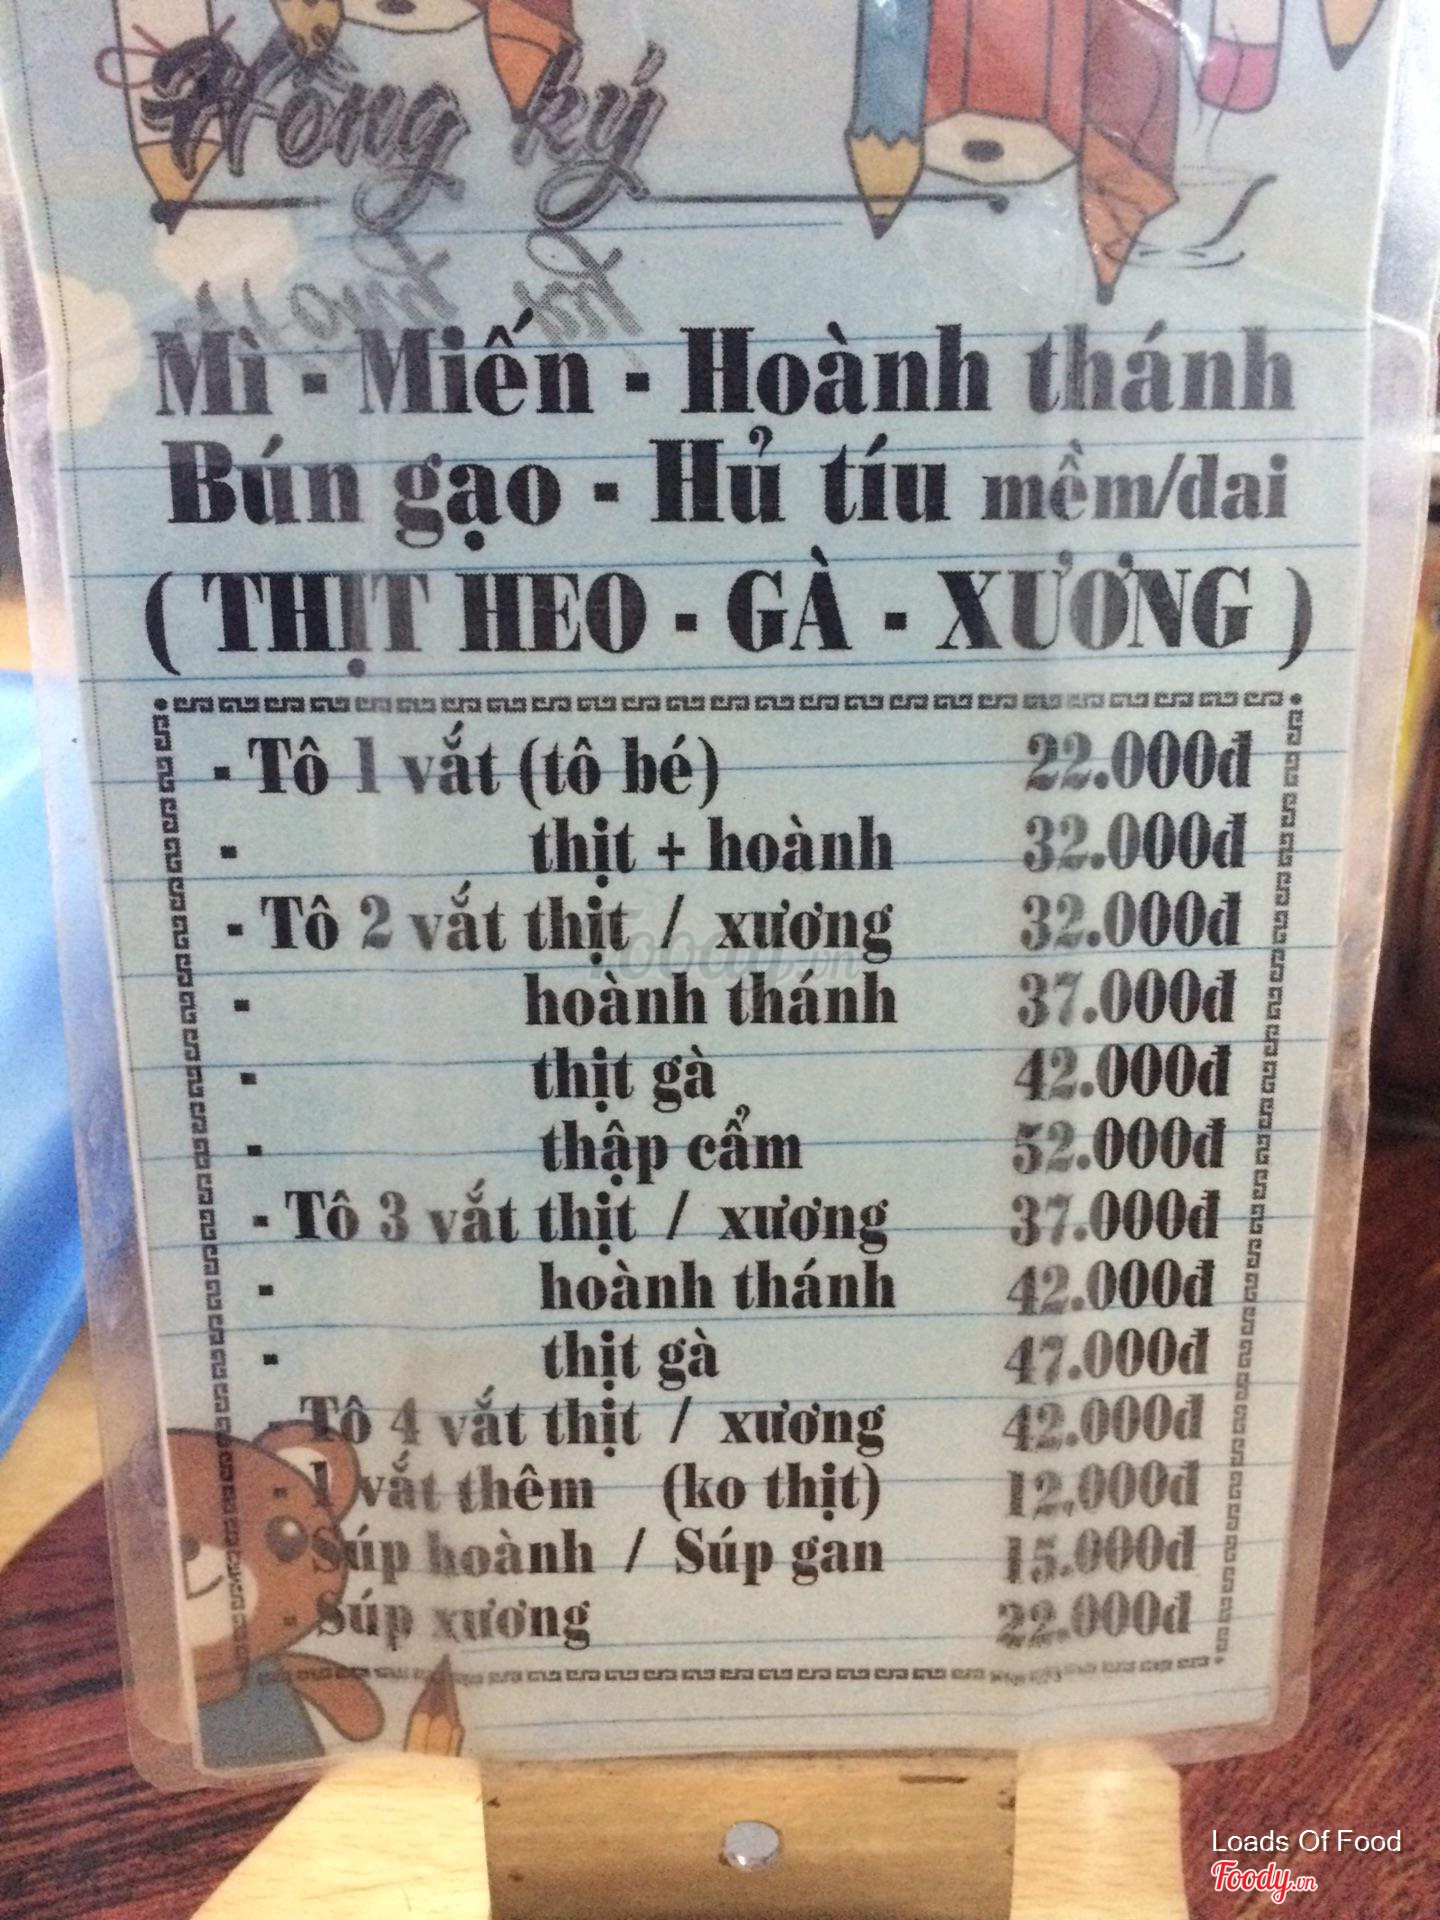 Hồng ký
Mì - Miến - Hoành thánh
Bún gạo - Hủ tíu mềm/dai
( THỊT HEO - GÀ - XƯƠNG )
- Tô 1 vắt (tô bé) 22.000đ
- thịt + hoành 32.000đ
- Tô 2 vắt thịt / xương 32.000đ
- hoành thánh 37.000đ
- thịt gà 42.000đ
- thập cẩm 52.000đ
- Tô 3 vắt thịt / xương 37.000đ
- hoành thánh 42.000đ
- thịt gà 47.000đ
- Tô 4 vắt thịt / xương 42.000đ
- 1 vắt thêm (ko thịt) 12.000đ
Súp hoành / Súp gan 15.000đ
- Súp xương 22.000đ
Foody.vn
Loads Of Food
Foody.vn